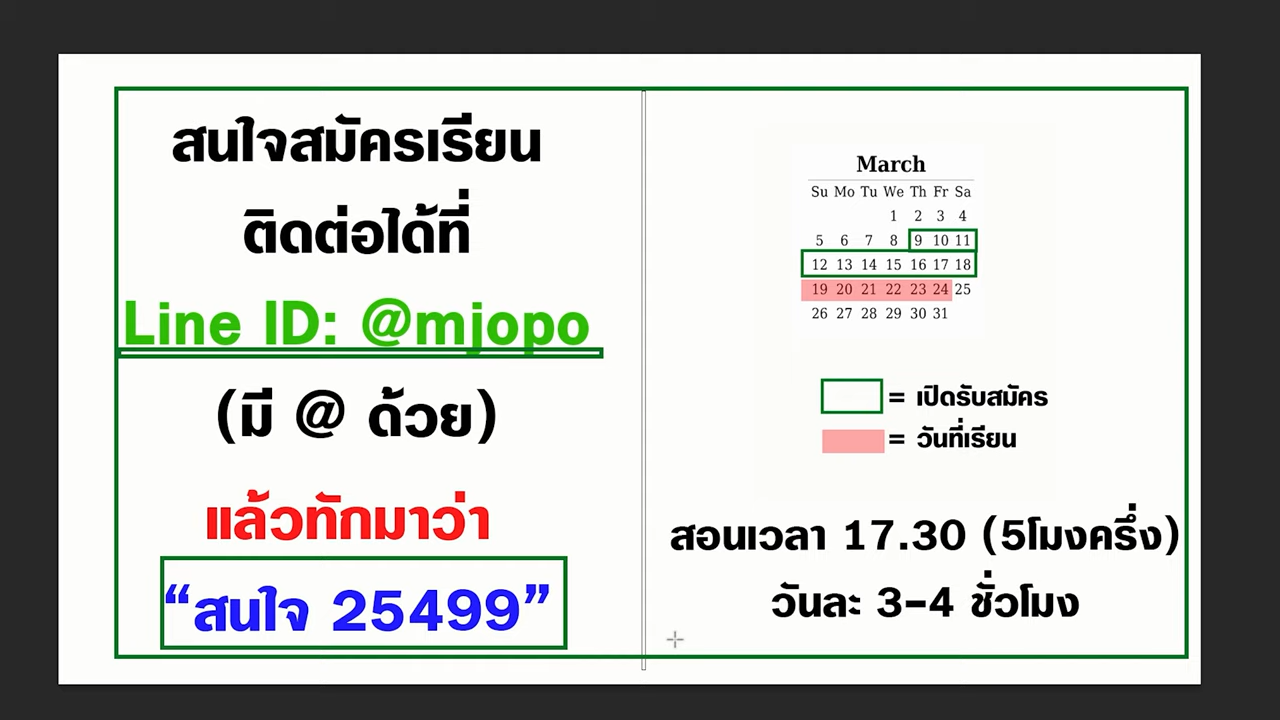 สนใจสมัครเรียน
ติดต่อได้ที่
Line ID: @mjopo
(มี @ ด้วย)
แล้วทักมาว่า
“สนใจ 25499”
March
Su Mo Tu We Th Fr Sa
1 2 3 4
5 6 7 8 9 10 11
12 13 14 15 16 17 18
19 20 21 22 23 24 25
26 27 28 29 30 31
= เปิดรับสมัคร
= วันที่เรียน
สอนเวลา 17.30 (5โมงครึ่ง)
วันละ 3-4 ชั่วโมง